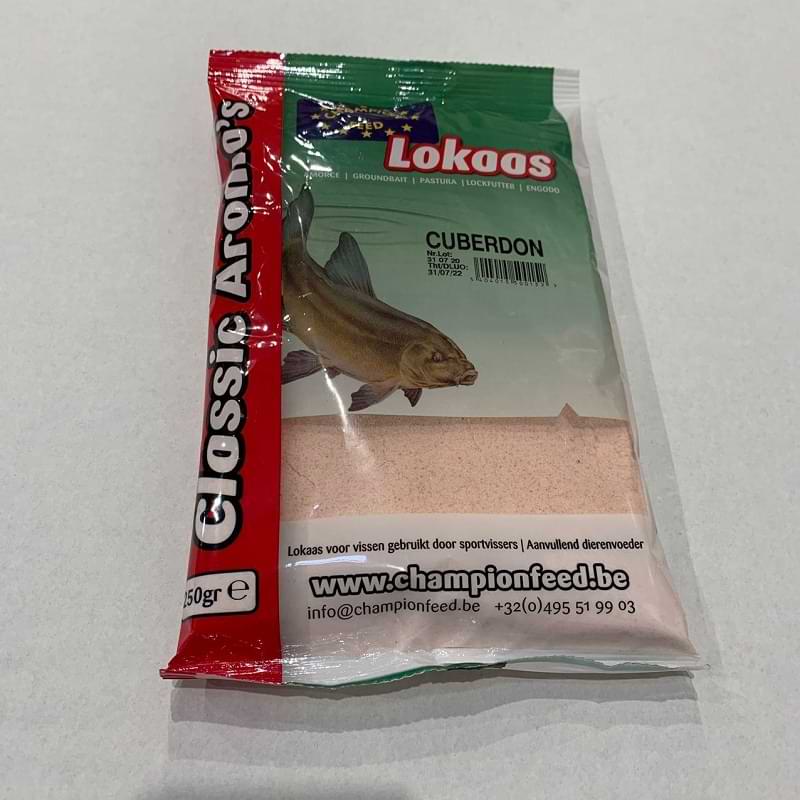 Classic Aroma's
CHAMPION
FEED
Lokaas
AMORCE | GROUNDBAIT | PASTURA | LOCKFUTTER | ENGODO
CUBERDON
Nr.Lot:
31 07 20
Tht/DLUO:
31/07/22
Lokaas voor vissen gebruikt door sportvissers | Aanvullend dierenvoeder
www.championfeed.be
info@championfeed.be +32(0)495 51 99 03
250gr e